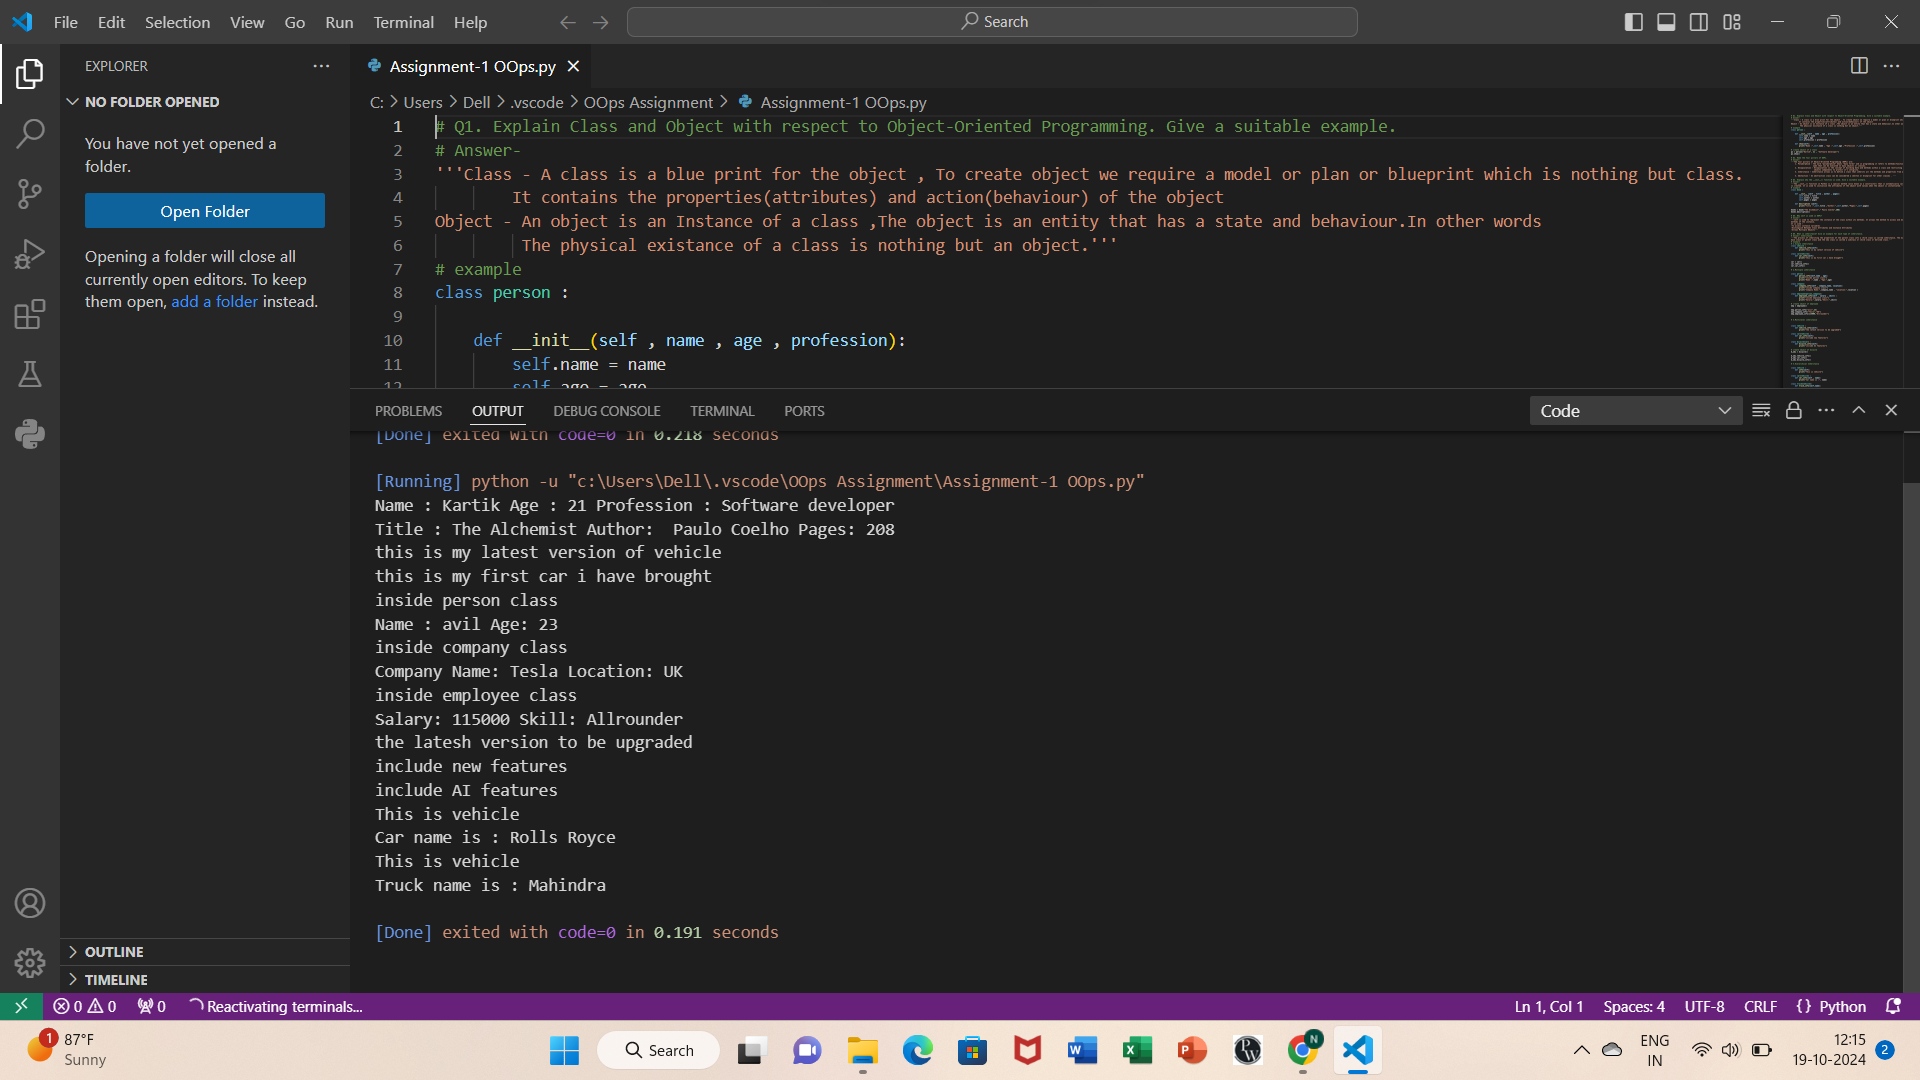 File Edit Selection View Go Run Terminal Help
Search
EXPLORER
NO FOLDER OPENED
You have not yet opened a
folder.
Open Folder
Opening a folder will close all
currently open editors. To keep
them open, add a folder instead.
OUTLINE
TIMELINE
Assignment-1 OOps.py
C: > Users > Dell > .vscode > OOps Assignment > Assignment-1 OOps.py
1 # Q1. Explain Class and Object with respect to Object-Oriented Programming. Give a suitable example.
2 # Answer-
3 '''Class - A class is a blue print for the object , To create object we require a model or plan or blueprint which is nothing but class.
4 It contains the properties(attributes) and action(behaviour) of the object
5 Object - An object is an Instance of a class ,The object is an entity that has a state and behaviour.In other words
6 The physical existance of a class is nothing but an object.'''
7 # example
8 class person :
9
10 def __init__(self , name , age , profession):
11 self.name = name
12 self.age = age
PROBLEMS OUTPUT DEBUG CONSOLE TERMINAL PORTS
Code
[Done] exited with code=0 in 0.218 seconds
[Running] python -u "c:\Users\Dell\.vscode\OOps Assignment\Assignment-1 OOps.py"
Name : Kartik Age : 21 Profession : Software developer
Title : The Alchemist Author:  Paulo Coelho Pages: 208
this is my latest version of vehicle
this is my first car i have brought
inside person class
Name : avil Age: 23
inside company class
Company Name: Tesla Location: UK
inside employee class
Salary: 115000 Skill: Allrounder
the latesh version to be upgraded
include new features
include AI features
This is vehicle
Car name is : Rolls Royce
This is vehicle
Truck name is : Mahindra
[Done] exited with code=0 in 0.191 seconds
0 0 0 Reactivating terminals...
Ln 1, Col 1 Spaces: 4 UTF-8 CRLF {} Python
1
87°F
Sunny
Search
N
ENG
IN
12:15
19-10-2024
2